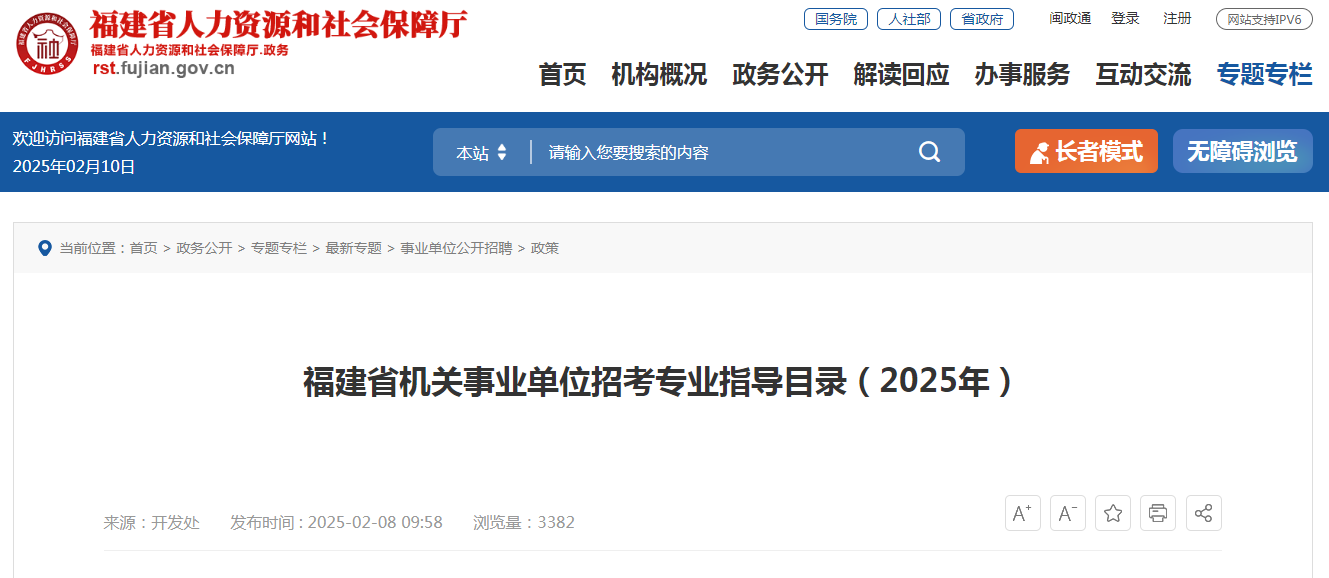 福建省人力资源和社会保障厅
福建省人力资源和社会保障厅.政务
rst.fujian.gov.cn
FJHRSS
国务院 人社部 省政府 闽政通 登录 注册 网站支持IPV6
首页 机构概况 政务公开 解读回应 办事服务 互动交流 专题专栏
欢迎访问福建省人力资源和社会保障厅网站！
2025年02月10日
本站 请输入您要搜索的内容
长者模式 无障碍浏览
当前位置：首页 > 政务公开 > 专题专栏 > 最新专题 > 事业单位公开招聘 > 政策
福建省机关事业单位招考专业指导目录（2025年）
来源：开发处 发布时间 : 2025-02-08 09:58 浏览量：3382
A+ A-